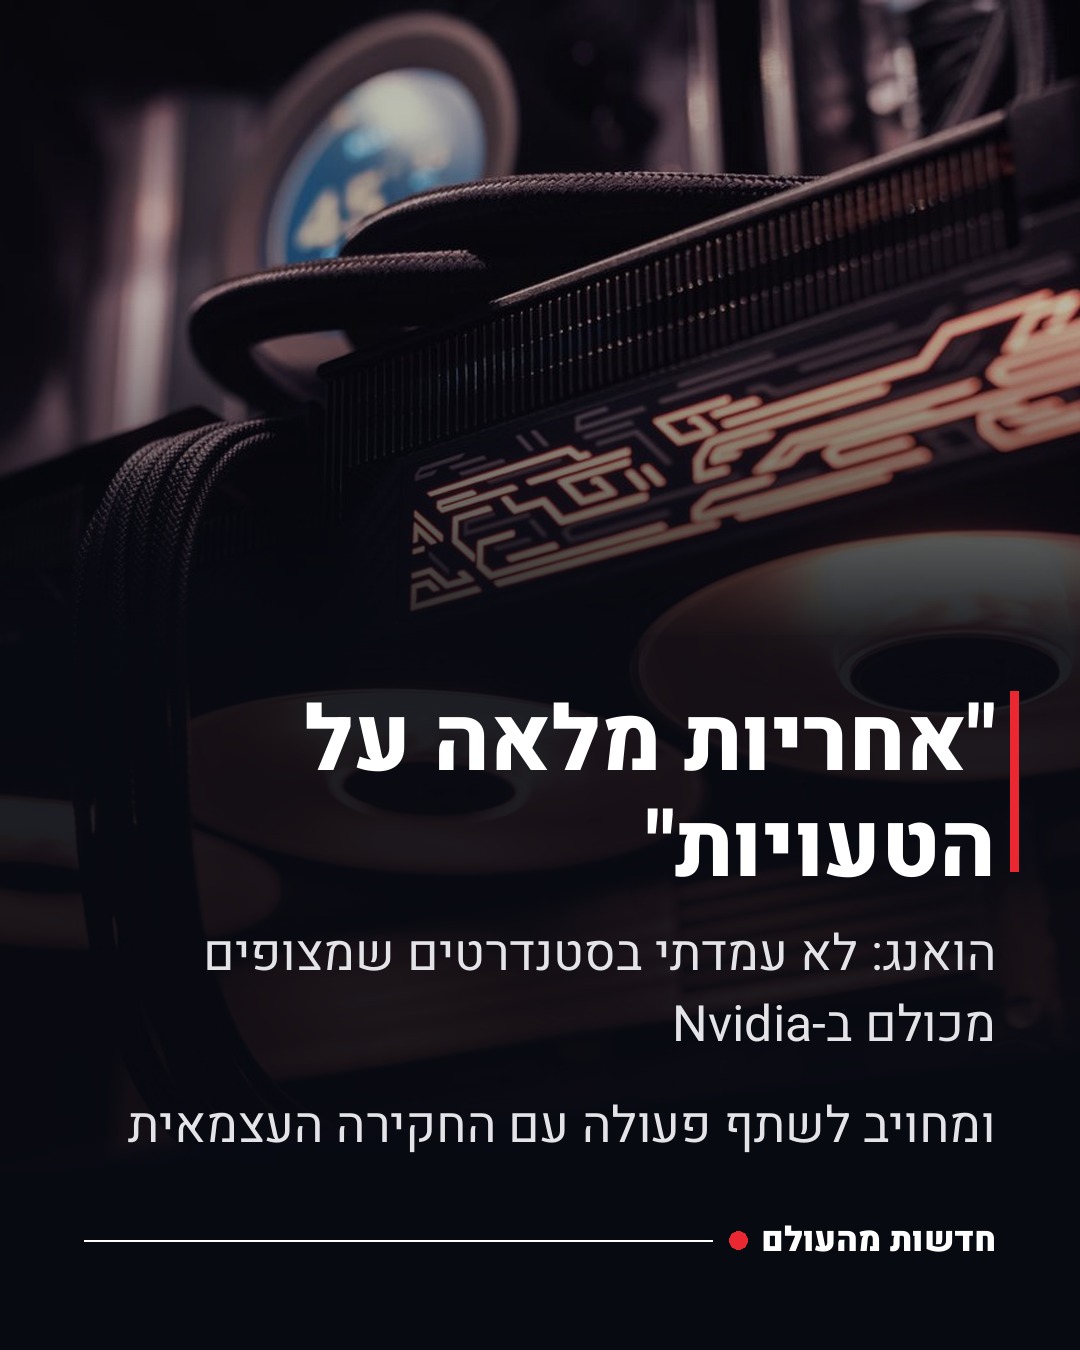 45
"אחריות מלאה על
הטעויות"
הואנג: לא עמדתי בסטנדרטים שמצופים
מכולם ב-Nvidia
ומחויב לשתף פעולה עם החקירה העצמאית
חדשות מהעולם